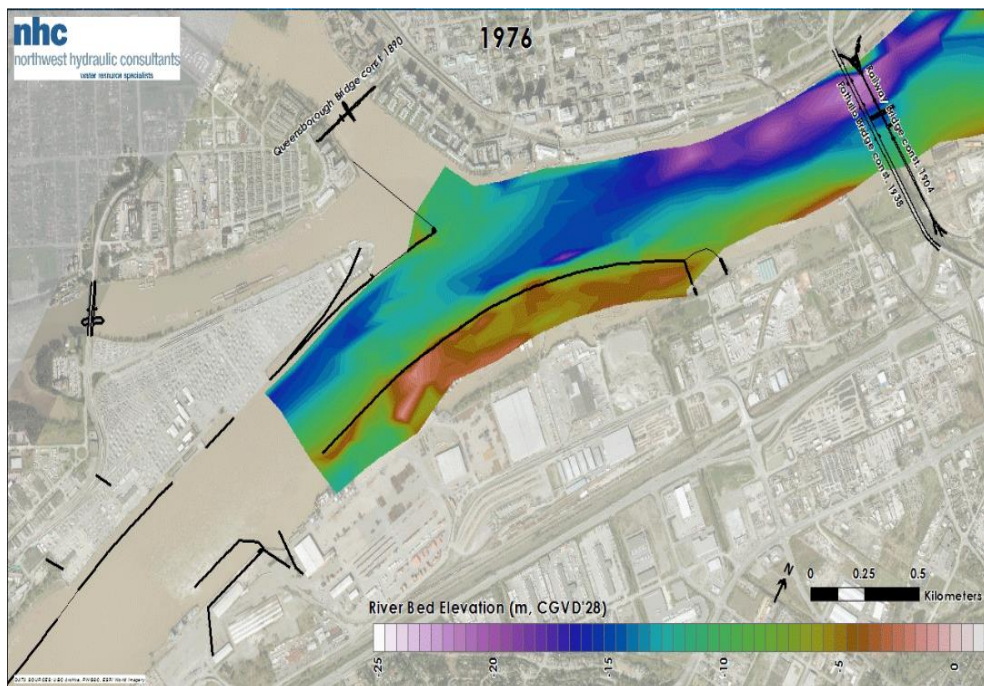 nhc
northwest hydraulic consultants
water resource specialists
1976
Queensborough Bridge const 1890
Railway Bridge const. 1904
Pattullo Bridge const. 1938
N
0 0.25 0.5
Kilometers
River Bed Elevation (m, CGVD'28)
-25 -20 -15 -10 -5 0